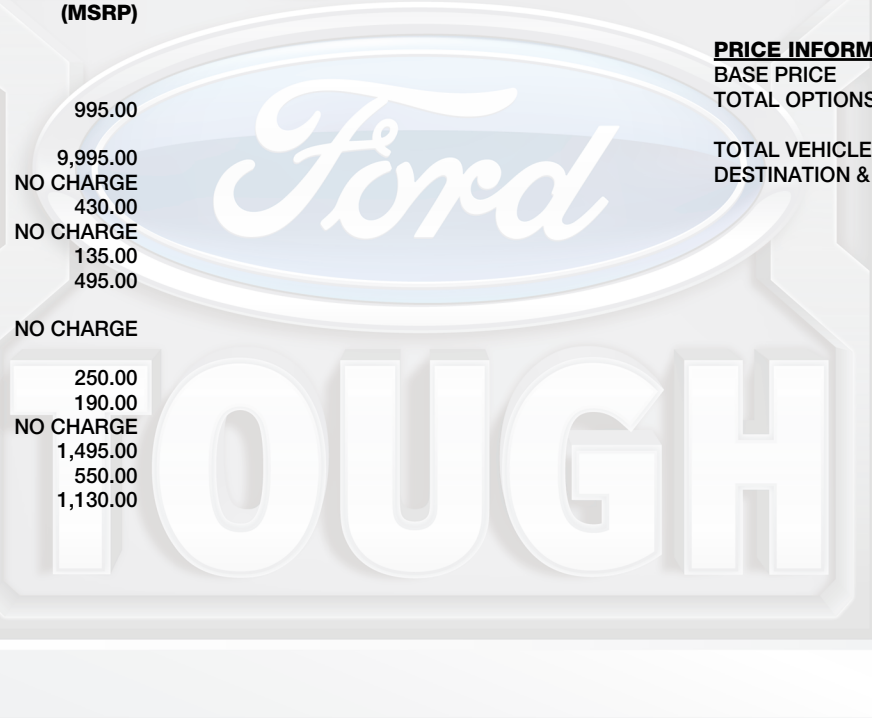 (MSRP)
995.00
9,995.00
NO CHARGE
430.00
NO CHARGE
135.00
495.00
NO CHARGE
250.00
190.00
NO CHARGE
1,495.00
550.00
1,130.00
PRICE INFORM
BASE PRICE
TOTAL OPTIONS
TOTAL VEHICLE
DESTINATION &
Ford
TOUGH